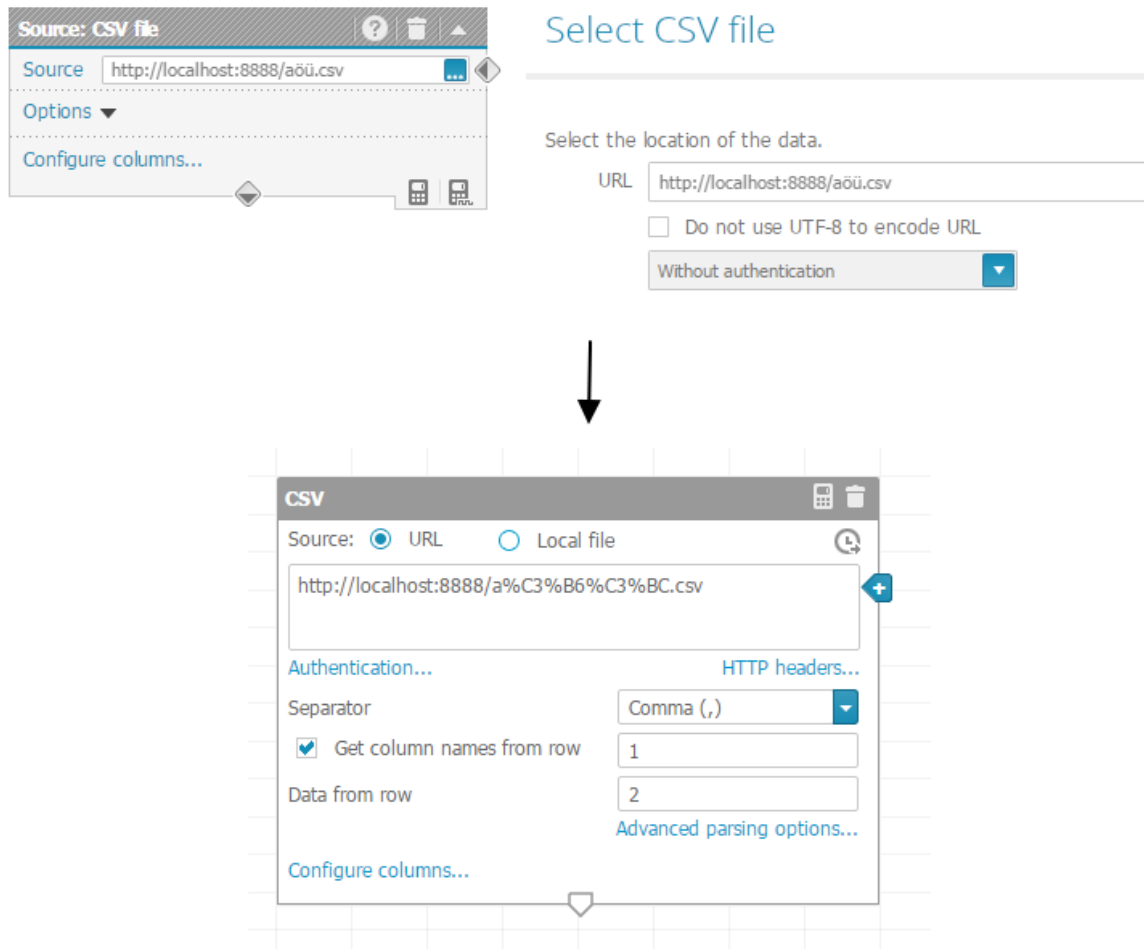 Source: CSV file
Source http://localhost:8888/aöü.csv ...
Options
Configure columns...
Select CSV file
Select the location of the data.
URL http://localhost:8888/aöü.csv
Do not use UTF-8 to encode URL
Without authentication
CSV
Source: URL Local file
http://localhost:8888/a%C3%B6%C3%BC.csv
Authentication... HTTP headers...
Separator Comma (,)
Get column names from row 1
Data from row 2
Advanced parsing options...
Configure columns...